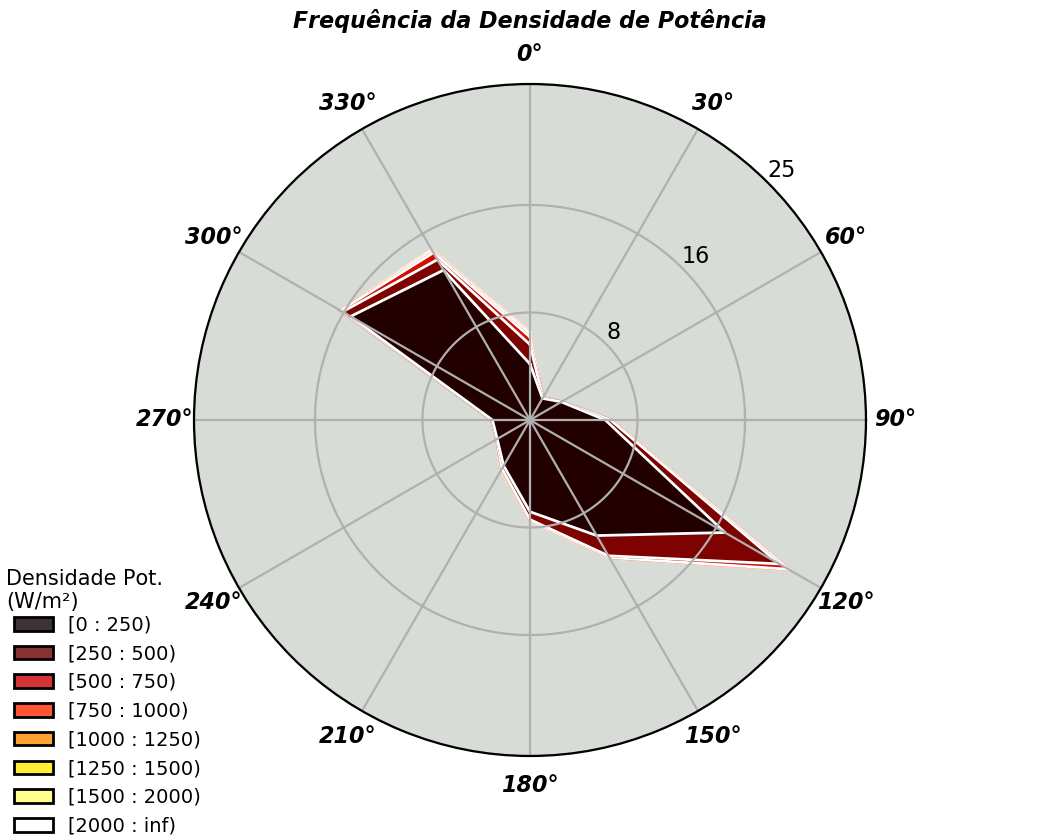 Frequência da Densidade de Potência
0°
330°
30°
25
300°
60°
16
8
270°
90°
Densidade Pot.
(W/m²)
240°
120°
[0 : 250)
[250 : 500)
[500 : 750)
[750 : 1000)
210°
150°
[1000 : 1250)
[1250 : 1500)
180°
[1500 : 2000)
[2000 : inf)